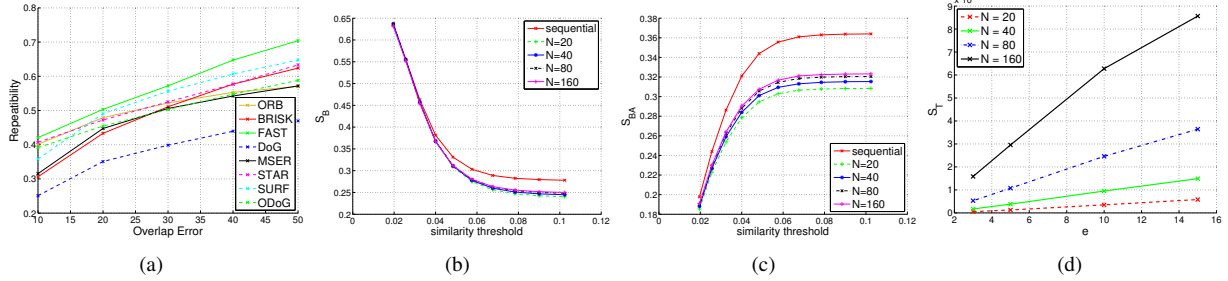 0.8
0.7
0.6
0.5
0.4
0.3
0.2
10 15 20 25 30 35 40 45 50
Repeatibility
Overlap Error
ORB
BRISK
FAST
DoG
MSER
STAR
SURF
ODoG
(a)
0.65
0.6
0.55
0.5
0.45
0.4
0.35
0.3
0.25
0.2
0 0.02 0.04 0.06 0.08 0.1 0.12
S_B
similarity threshold
sequential
N=20
N=40
N=80
N=160
(b)
0.38
0.36
0.34
0.32
0.3
0.28
0.26
0.24
0.22
0.2
0.18
0 0.02 0.04 0.06 0.08 0.1 0.12
S_BA
similarity threshold
sequential
N=20
N=40
N=80
N=160
(c)
9
8
7
6
5
4
3
2
1
0
2 4 6 8 10 12 14 16
S_T
e
N = 20
N = 40
N = 80
N = 160
(d)